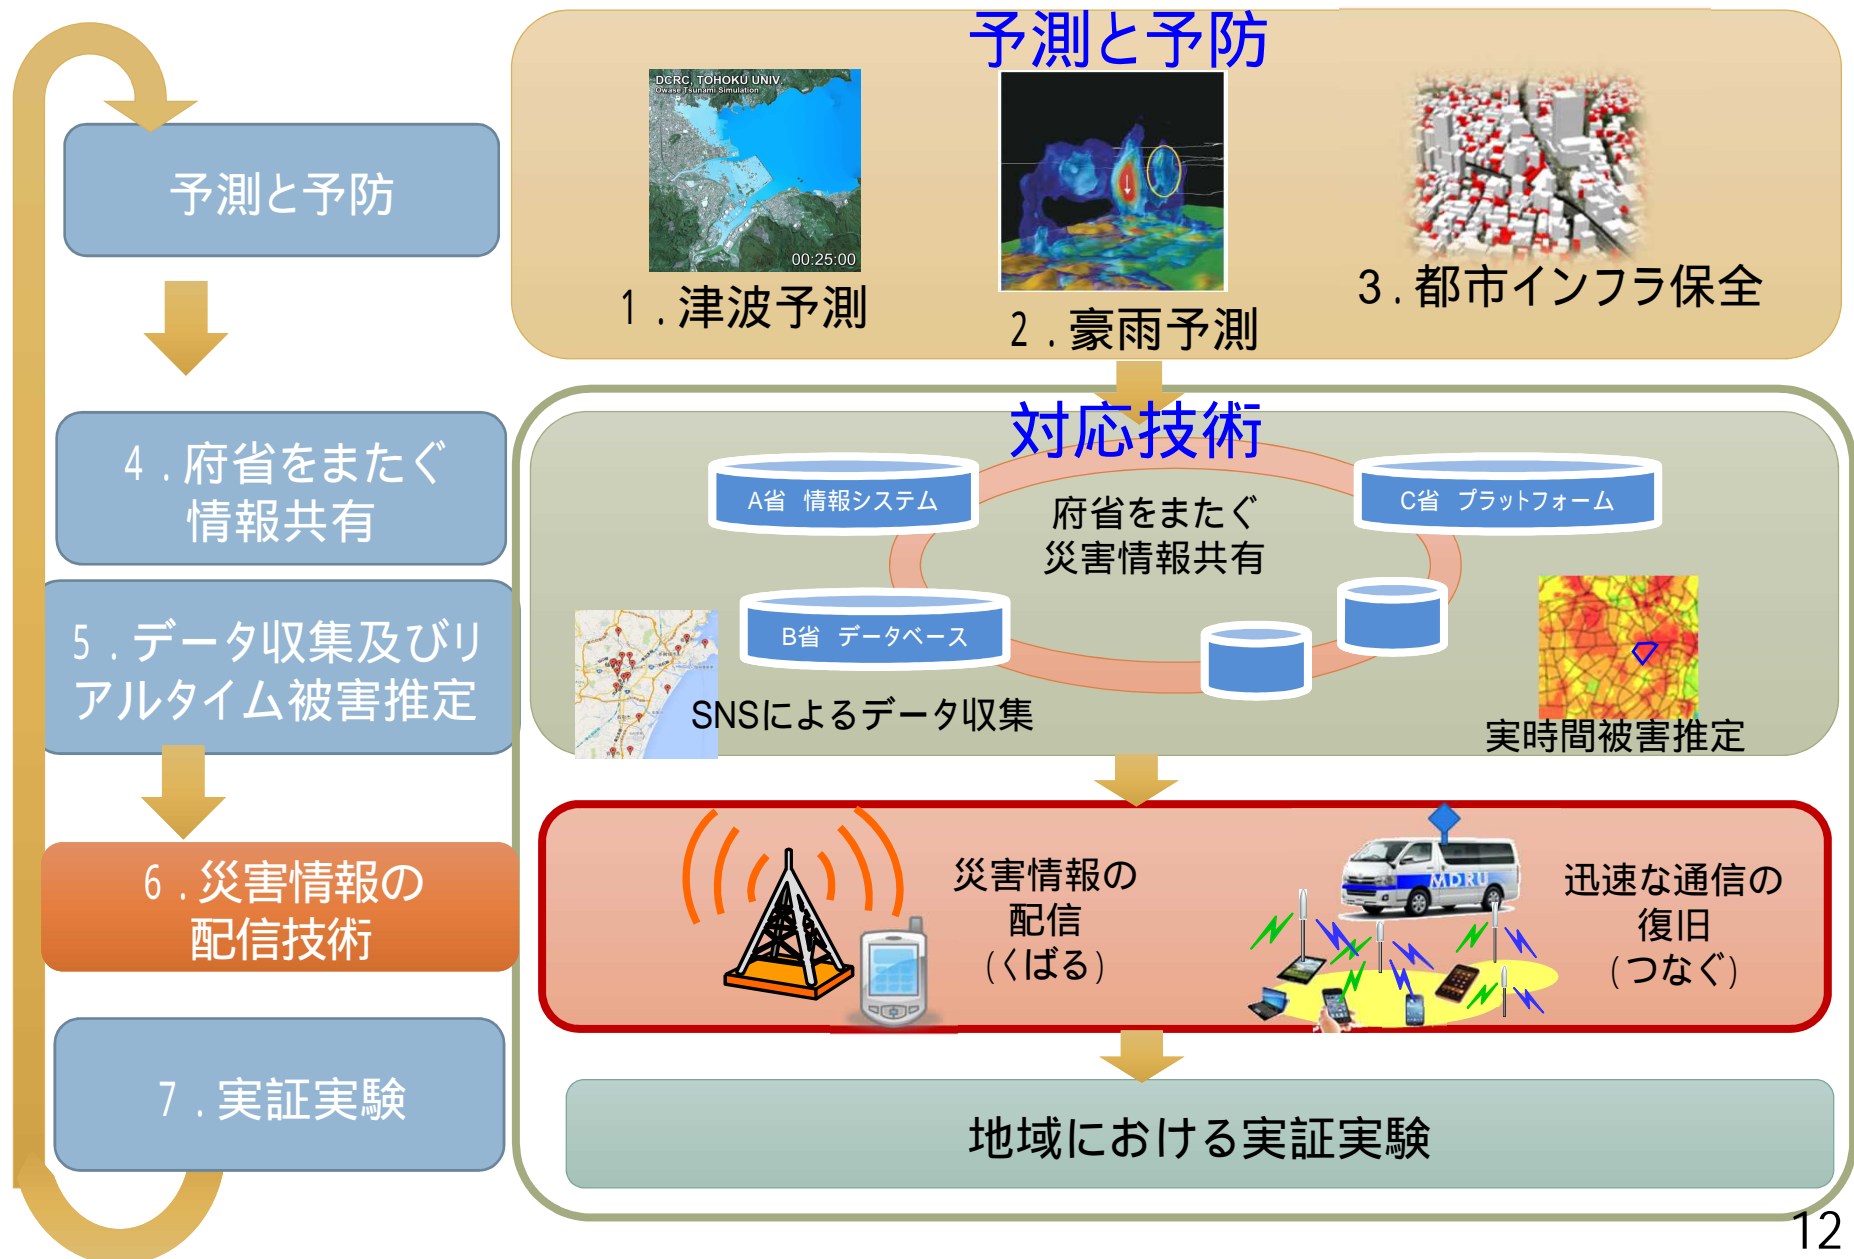 予測と予防
４．府省をまたぐ
情報共有
５．データ収集及びリ
アルタイム被害推定
６．災害情報の
配信技術
７．実証実験
予測と予防
DCRC, TOHOKU UNIV.
Owase Tsunami Simulation
00:25:00
１．津波予測
２．豪雨予測
３．都市インフラ保全
対応技術
A省　情報システム
C省　プラットフォーム
府省をまたぐ
災害情報共有
B省　データベース
SNSによるデータ収集
実時間被害推定
災害情報の
配信
(くばる)
MDRU
迅速な通信の
復旧
(つなぐ)
地域における実証実験
12